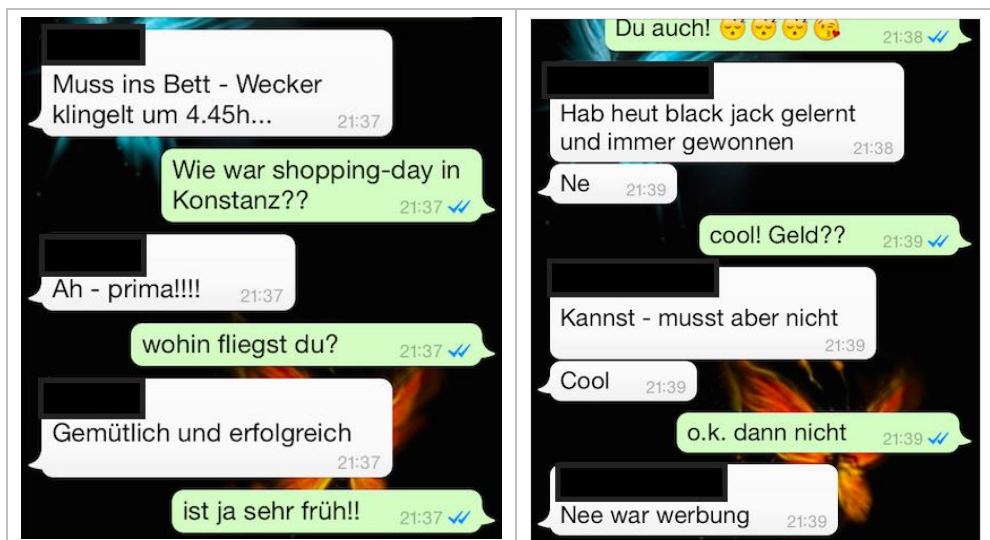 Muss ins Bett - Wecker
klingelt um 4.45h...
21:37
Wie war shopping-day in
Konstanz??
21:37
Ah - prima!!!!
21:37
wohin fliegst du?
21:37
Gemütlich und erfolgreich
21:37
ist ja sehr früh!!
21:37
Du auch! 😴😴😴😘
21:38
Hab heut black jack gelernt
und immer gewonnen
21:38
Ne
21:39
cool! Geld??
21:39
Kannst - musst aber nicht
21:39
Cool
21:39
o.k. dann nicht
21:39
Nee war werbung
21:39